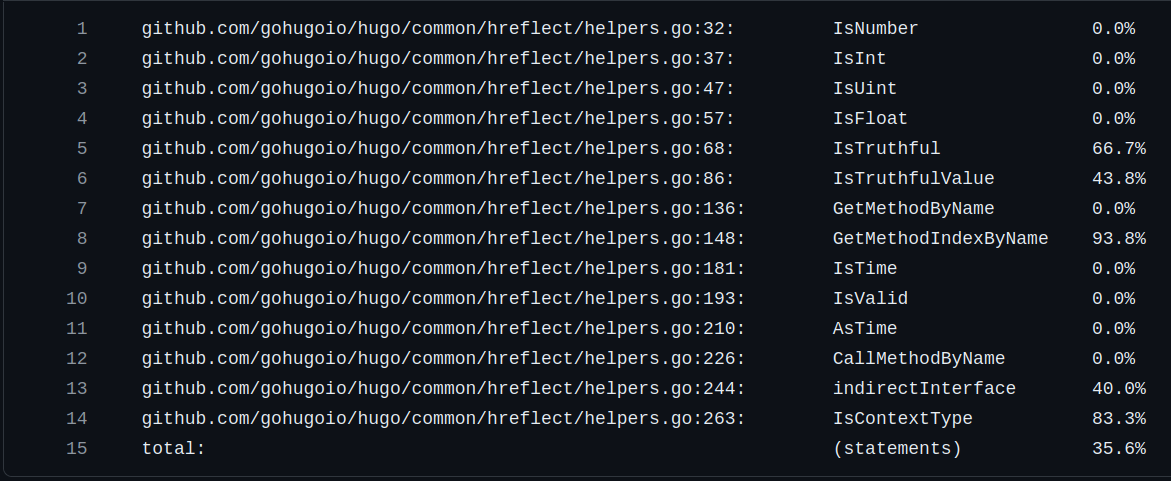 1 github.com/gohugoio/hugo/common/hreflect/helpers.go:32: IsNumber 0.0%
2 github.com/gohugoio/hugo/common/hreflect/helpers.go:37: IsInt 0.0%
3 github.com/gohugoio/hugo/common/hreflect/helpers.go:47: IsUint 0.0%
4 github.com/gohugoio/hugo/common/hreflect/helpers.go:57: IsFloat 0.0%
5 github.com/gohugoio/hugo/common/hreflect/helpers.go:68: IsTruthful 66.7%
6 github.com/gohugoio/hugo/common/hreflect/helpers.go:86: IsTruthfulValue 43.8%
7 github.com/gohugoio/hugo/common/hreflect/helpers.go:136: GetMethodByName 0.0%
8 github.com/gohugoio/hugo/common/hreflect/helpers.go:148: GetMethodIndexByName 93.8%
9 github.com/gohugoio/hugo/common/hreflect/helpers.go:181: IsTime 0.0%
10 github.com/gohugoio/hugo/common/hreflect/helpers.go:193: IsValid 0.0%
11 github.com/gohugoio/hugo/common/hreflect/helpers.go:210: AsTime 0.0%
12 github.com/gohugoio/hugo/common/hreflect/helpers.go:226: CallMethodByName 0.0%
13 github.com/gohugoio/hugo/common/hreflect/helpers.go:244: indirectInterface 40.0%
14 github.com/gohugoio/hugo/common/hreflect/helpers.go:263: IsContextType 83.3%
15 total: (statements) 35.6%